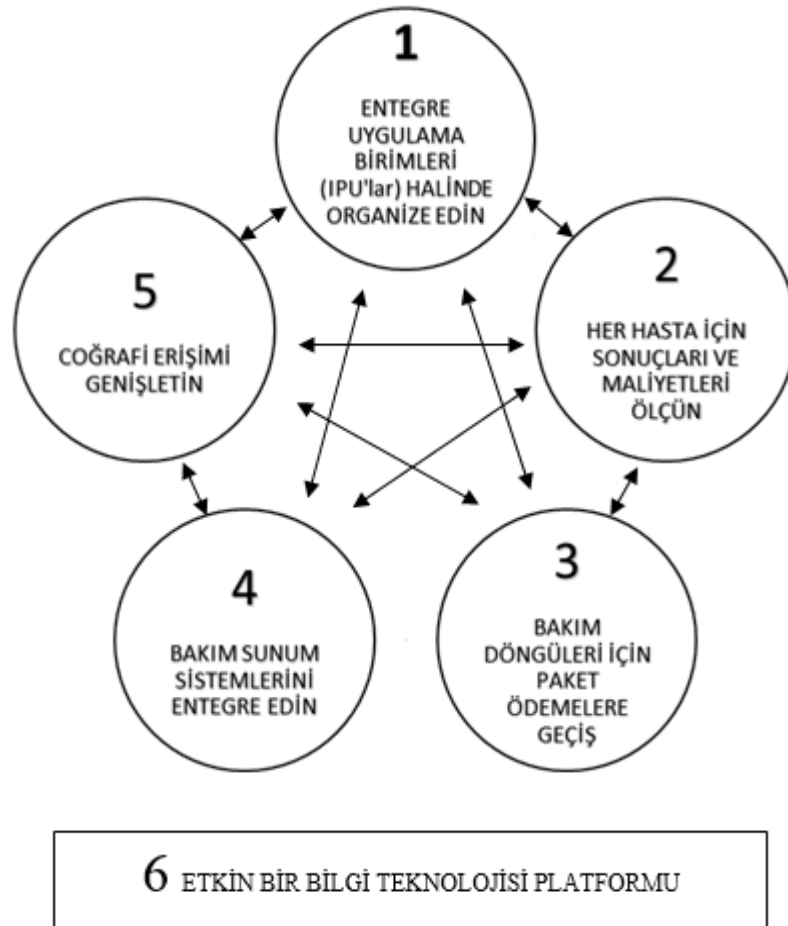 1
ENTEGRE
UYGULAMA
BİRİMLERİ
(IPU'lar) HALİNDE
ORGANİZE EDİN
2
HER HASTA İÇİN
SONUÇLARI VE
MALİYETLERİ
ÖLÇÜN
3
BAKIM
DÖNGÜLERİ İÇİN
PAKET
ÖDEMELERE
GEÇİŞ
4
BAKIM SUNUM
SİSTEMLERİNİ
ENTEGRE EDİN
5
COĞRAFİ ERİŞİMİ
GENİŞLETİN
6 ETKİN BİR BİLGİ TEKNOLOJİSİ PLATFORMU